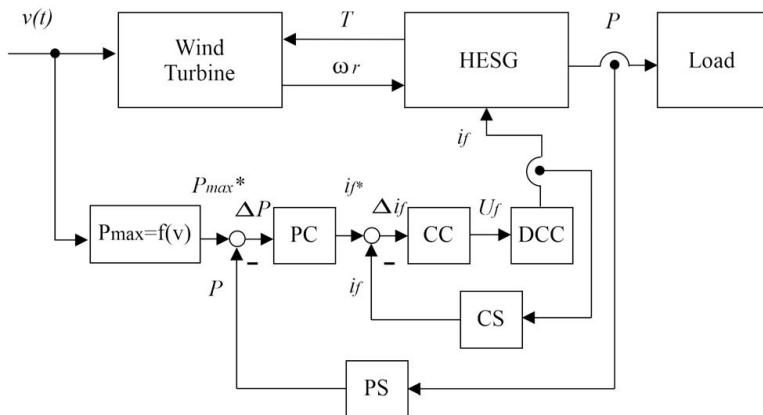 v(t)
T
P
Wind
Turbine
HESG
Load
ωr
if
Pmax*
if*
ΔP
Δif
Uf
Pmax=f(v)
PC
CC
DCC
-
-
P
if
CS
PS